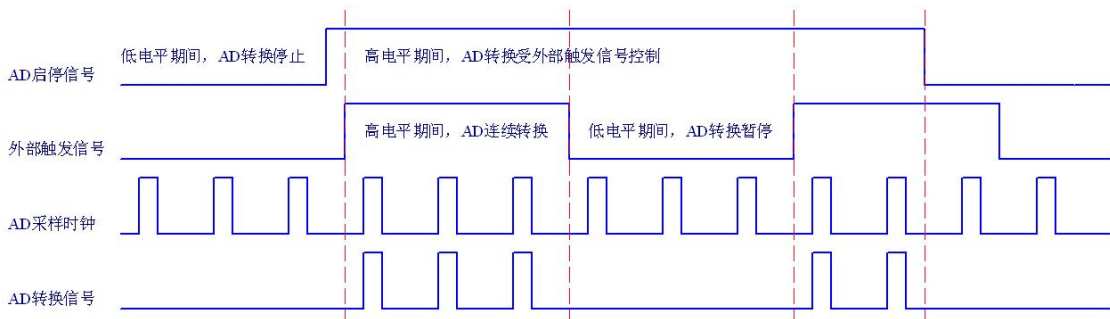 低电平期间，AD转换停止
高电平期间，AD转换受外部触发信号控制
AD启停信号
高电平期间，AD连续转换
低电平期间，AD转换暂停
外部触发信号
AD采样时钟
AD转换信号